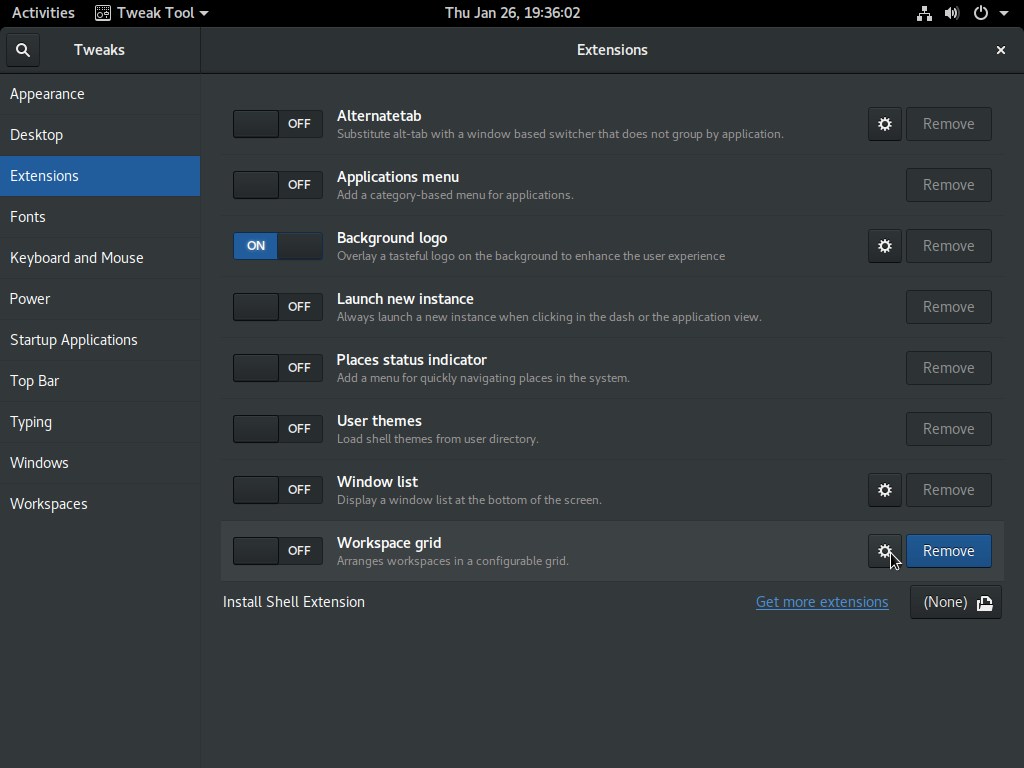 Activities Tweak Tool Thu Jan 26, 19:36:02
Tweaks Extensions
Appearance
Desktop
Extensions
Fonts
Keyboard and Mouse
Power
Startup Applications
Top Bar
Typing
Windows
Workspaces
OFF Alternatetab Remove
Substitute alt-tab with a window based switcher that does not group by application.
OFF Applications menu Remove
Add a category-based menu for applications.
ON Background logo Remove
Overlay a tasteful logo on the background to enhance the user experience
OFF Launch new instance Remove
Always launch a new instance when clicking in the dash or the application view.
OFF Places status indicator Remove
Add a menu for quickly navigating places in the system.
OFF User themes Remove
Load shell themes from user directory.
OFF Window list Remove
Display a window list at the bottom of the screen.
OFF Workspace grid Remove
Arranges workspaces in a configurable grid.
Install Shell Extension Get more extensions (None)